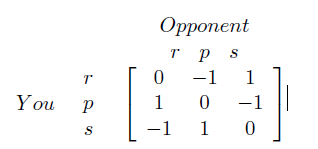 Opponent
r p s
r 0 −1 1
You p 1 0 −1
s −1 1 0